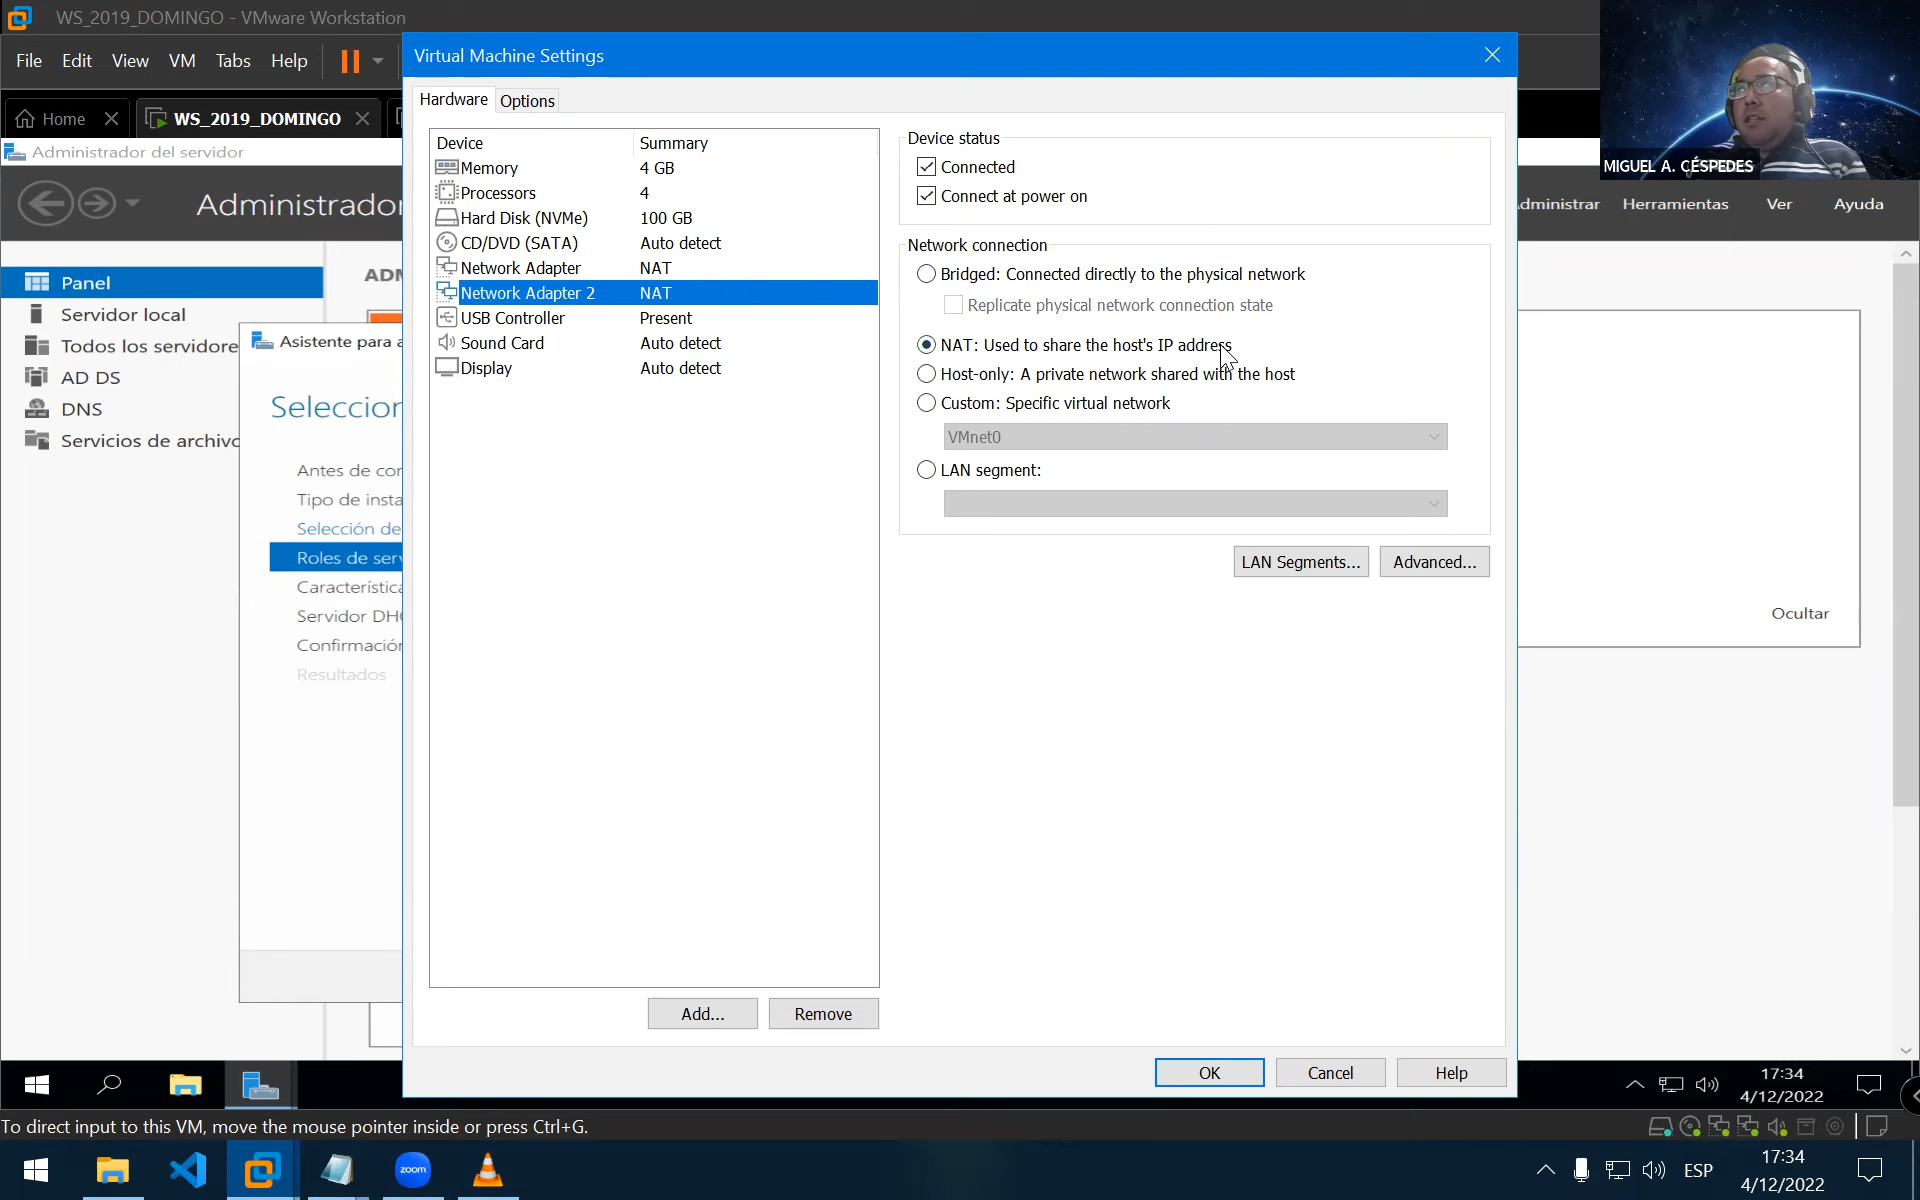 WS_2019_DOMINGO - VMware Workstation
File Edit View VM Tabs Help
Home
WS_2019_DOMINGO
Administrador del servidor
Administrador
Administrar Herramientas Ver Ayuda
MIGUEL A. CÉSPEDES
Panel
Servidor local
Todos los servidore
AD DS
DNS
Servicios de archivo
ADM
Asistente para a
Seleccion
Antes de con
Tipo de insta
Selección de
Roles de serv
Característica
Servidor DHC
Confirmación
Resultados
Ocultar
Virtual Machine Settings
Hardware Options
Device Summary
Memory 4 GB
Processors 4
Hard Disk (NVMe) 100 GB
CD/DVD (SATA) Auto detect
Network Adapter NAT
Network Adapter 2 NAT
USB Controller Present
Sound Card Auto detect
Display Auto detect
Add... Remove
Device status
Connected
Connect at power on
Network connection
Bridged: Connected directly to the physical network
Replicate physical network connection state
NAT: Used to share the host's IP address
Host-only: A private network shared with the host
Custom: Specific virtual network
VMnet0
LAN segment:
LAN Segments... Advanced...
OK Cancel Help
17:34
4/12/2022
To direct input to this VM, move the mouse pointer inside or press Ctrl+G.
zoom
ESP
17:34
4/12/2022